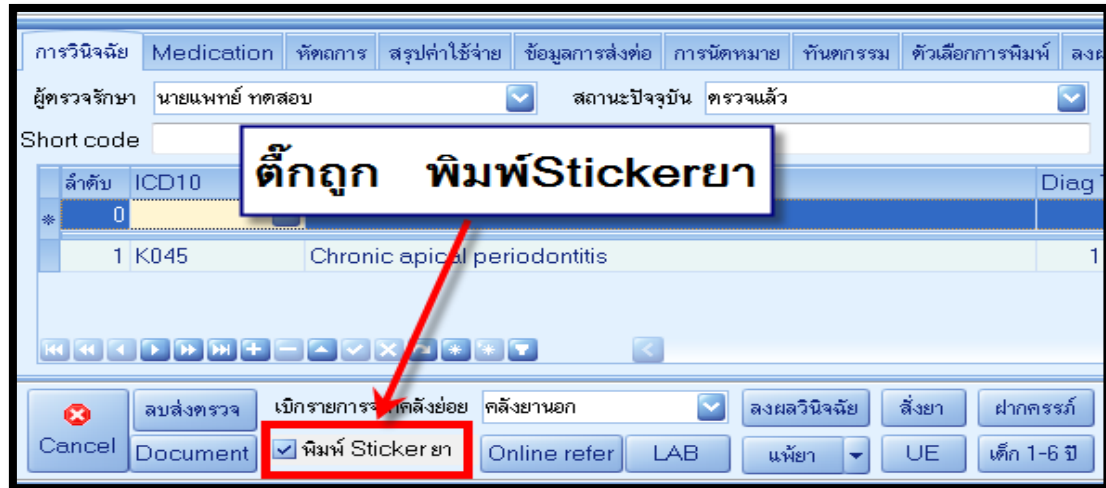 การวินิจฉัย Medication หัตถการ สรุปค่าใช้จ่าย ข้อมูลการส่งต่อ การนัดหมาย ทันตกรรม ตัวเลือกการพิมพ์
ผู้ตรวจรักษา นายแพทย์ ทดสอบ สถานะปัจจุบัน ตรวจแล้ว
Short code
ติ๊กถูก พิมพ์Stickerยา
ลำดับ ICD10 Diag
0
1 K045 Chronic apical periodontitis 1
ลบส่งตรวจ เบิกรายการ คลังย่อย คลังยานอก ลงผลวินิจฉัย สั่งยา ฝากครรภ์
Cancel Document พิมพ์ Sticker ยา Online refer LAB แพ้ยา UE เด็ก 1-6 ปี